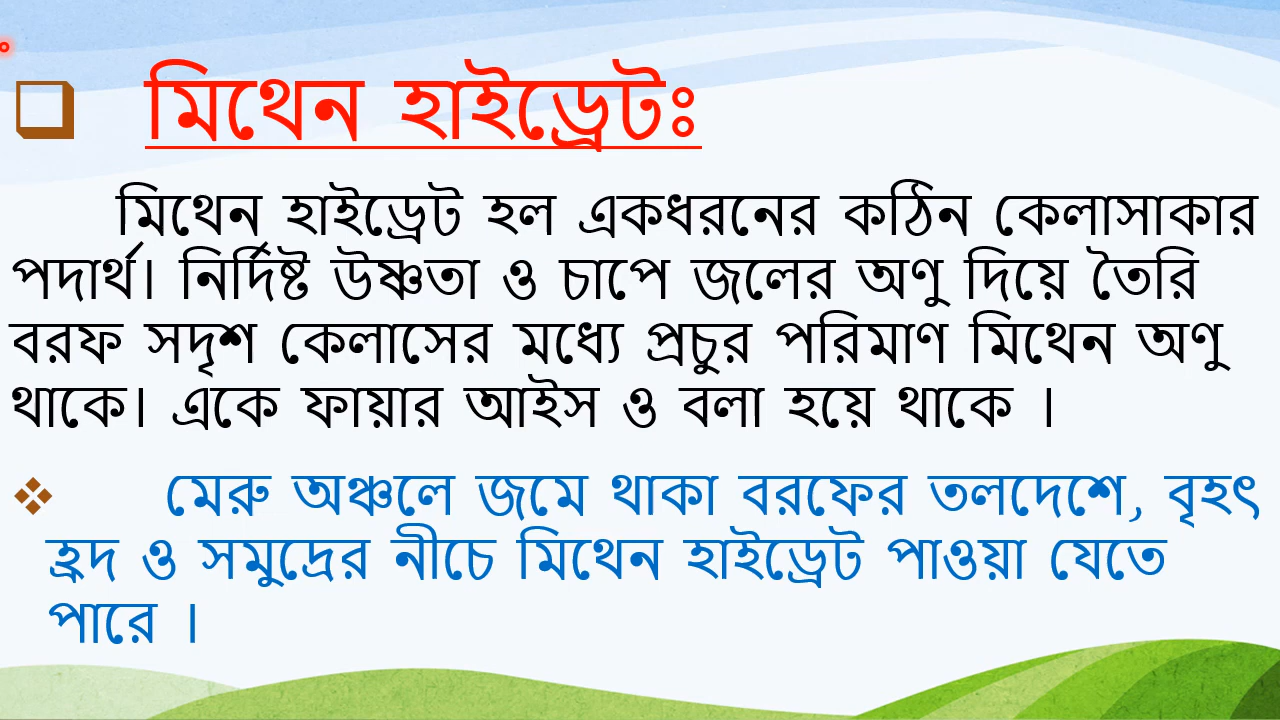 মিথেন হাইড্রেটঃ
মিথেন হাইড্রেট হল একধরনের কঠিন কেলাসাকার
পদার্থ। নির্দিষ্ট উষ্ণতা ও চাপে জলের অণু দিয়ে তৈরি
বরফ সদৃশ কেলাসের মধ্যে প্রচুর পরিমাণ মিথেন অণু
থাকে। একে ফায়ার আইস ও বলা হয়ে থাকে ।
মেরু অঞ্চলে জমে থাকা বরফের তলদেশে, বৃহৎ
হ্রদ ও সমুদ্রের নীচে মিথেন হাইড্রেট পাওয়া যেতে
পারে ।